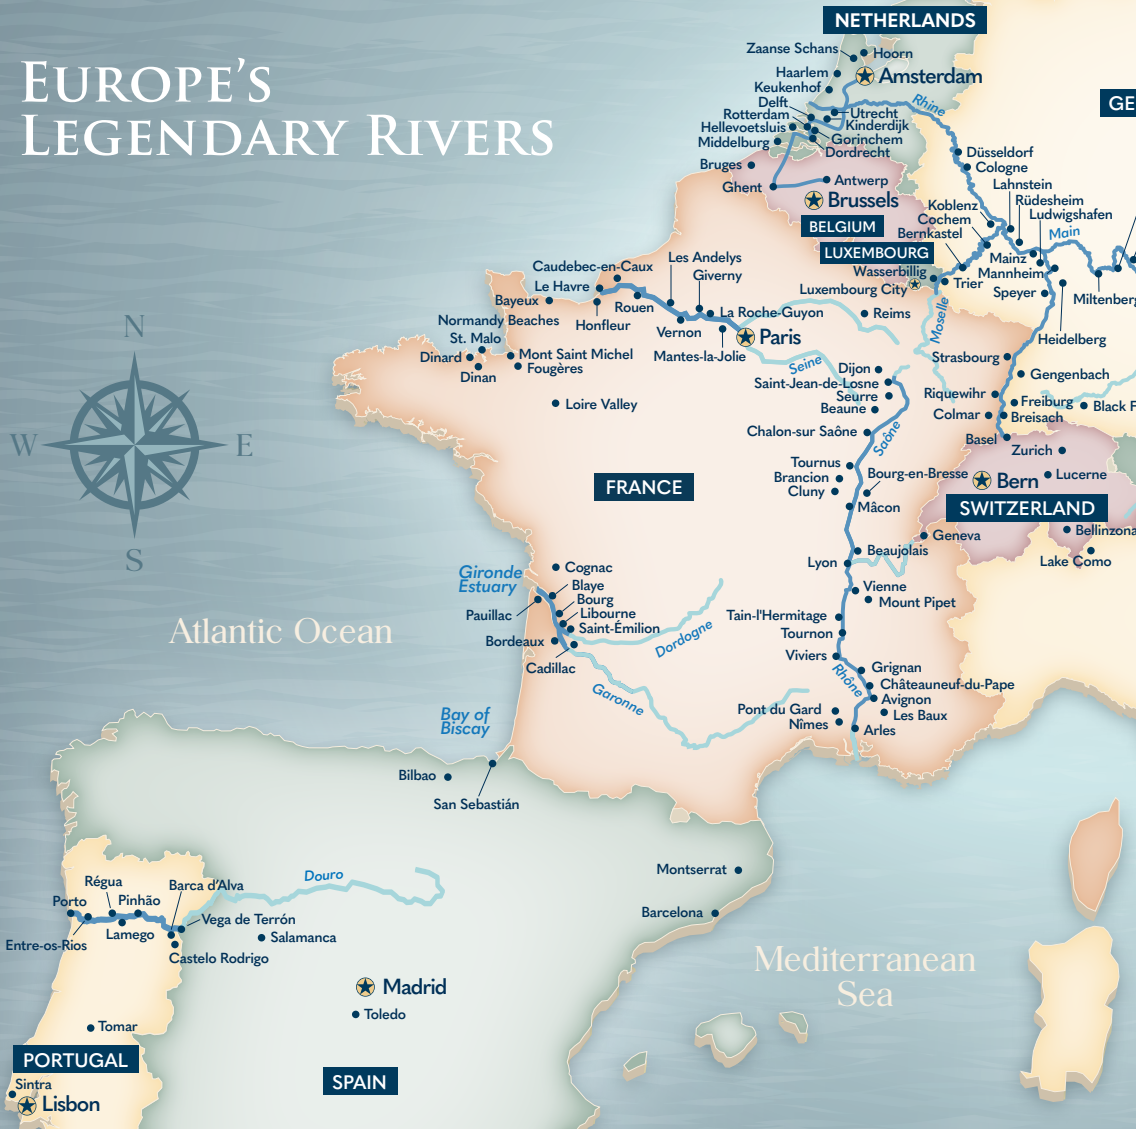 EUROPE'S
LEGENDARY RIVERS
NETHERLANDS
Zaanse Schans
Hoorn
Haarlem
Amsterdam
Keukenhof
Delft
Rhine
GE
Rotterdam
Utrecht
Hellevoetsluis
Kinderdijk
Middelburg
Gorinchem
Dordrecht
Bruges
Düsseldorf
Cologne
Ghent
Antwerp
Lahnstein
Brussels
Rüdesheim
Koblenz
Ludwigshafen
Cochem
BELGIUM
Bernkastel
Main
LUXEMBOURG
Mainz
Wasserbillig
Mannheim
Trier
Luxembourg City
Speyer
Miltenberg
Moselle
Heidelberg
Caudebec-en-Caux
Les Andelys
Giverny
Le Havre
Bayeux
Rouen
La Roche-Guyon
Reims
Normandy Beaches
Honfleur
Vernon
Paris
St. Malo
Mantes-la-Jolie
Dinard
Mont Saint Michel
Fougères
Dinan
Seine
Strasbourg
Dijon
Gengenbach
Saint-Jean-de-Losne
Seurre
Riquewihr
Freiburg
Black F
Beaune
Colmar
Breisach
Loire Valley
Chalon-sur Saône
Saône
Basel
Zurich
Tournus
Bourg-en-Bresse
Brancion
Cluny
Lucerne
Bern
FRANCE
Mâcon
SWITZERLAND
Geneva
Bellinzona
Beaujolais
Lyon
Lake Como
N
W
E
S
Gironde
Estuary
Cognac
Blaye
Bourg
Pauillac
Libourne
Saint-Émilion
Bordeaux
Cadillac
Dordogne
Garonne
Vienne
Mount Pipet
Tain-l'Hermitage
Tournon
Viviers
Rhône
Grignan
Châteauneuf-du-Pape
Avignon
Pont du Gard
Les Baux
Nîmes
Arles
Atlantic Ocean
Bay of
Biscay
Bilbao
San Sebastián
Montserrat
Barcelona
Douro
Régua
Barca d'Alva
Porto
Pinhão
Vega de Terrón
Entre-os-Rios
Lamego
Salamanca
Castelo Rodrigo
Madrid
Toledo
Tomar
Mediterranean
Sea
PORTUGAL
SPAIN
Sintra
Lisbon